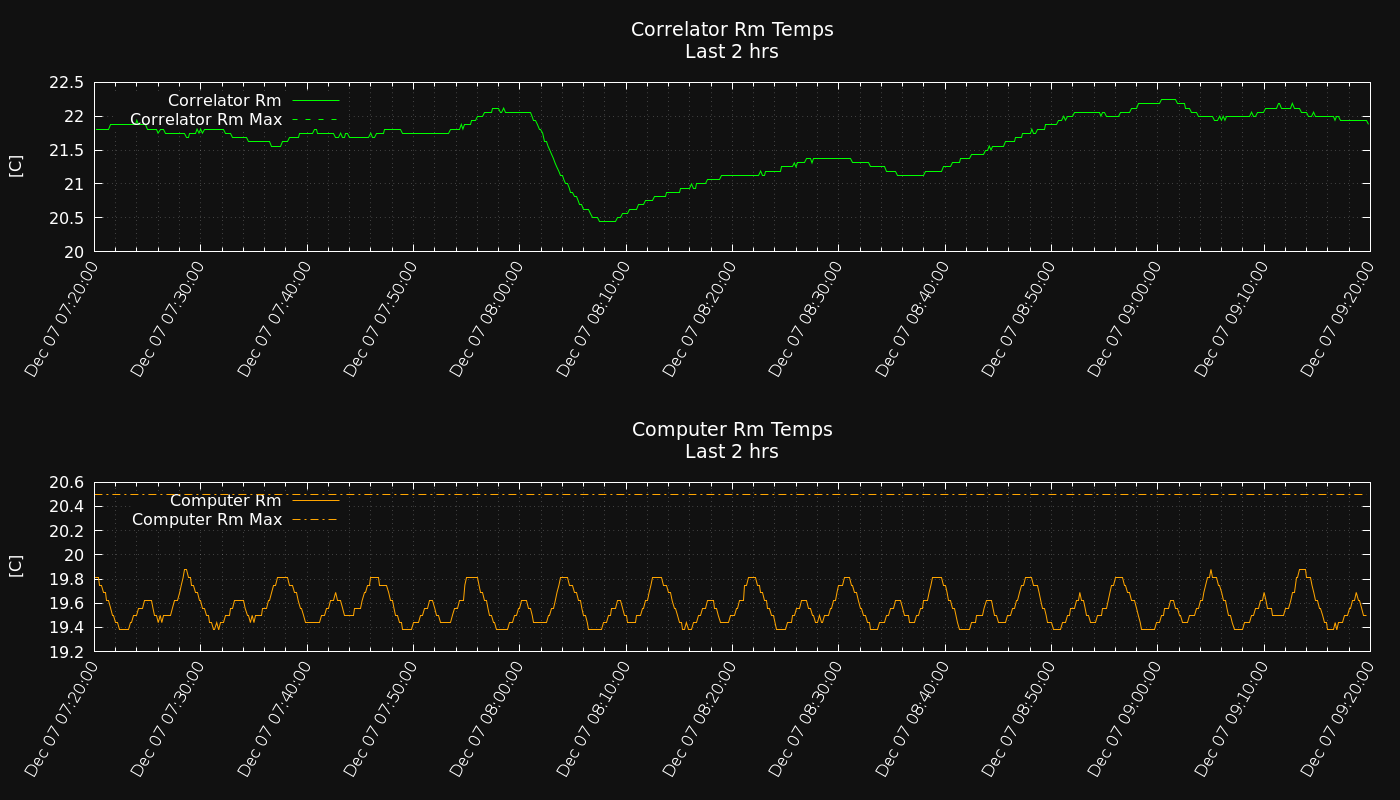 Correlator Rm Temps
Last 2 hrs
22.5
22
21.5
21
20.5
20
[C]
Correlator Rm
Correlator Rm Max
Dec 07 07:20:00
Dec 07 07:30:00
Dec 07 07:40:00
Dec 07 07:50:00
Dec 07 08:00:00
Dec 07 08:10:00
Dec 07 08:20:00
Dec 07 08:30:00
Dec 07 08:40:00
Dec 07 08:50:00
Dec 07 09:00:00
Dec 07 09:10:00
Dec 07 09:20:00
Computer Rm Temps
Last 2 hrs
20.6
20.4
20.2
20
19.8
19.6
19.4
19.2
[C]
Computer Rm
Computer Rm Max
Dec 07 07:20:00
Dec 07 07:30:00
Dec 07 07:40:00
Dec 07 07:50:00
Dec 07 08:00:00
Dec 07 08:10:00
Dec 07 08:20:00
Dec 07 08:30:00
Dec 07 08:40:00
Dec 07 08:50:00
Dec 07 09:00:00
Dec 07 09:10:00
Dec 07 09:20:00